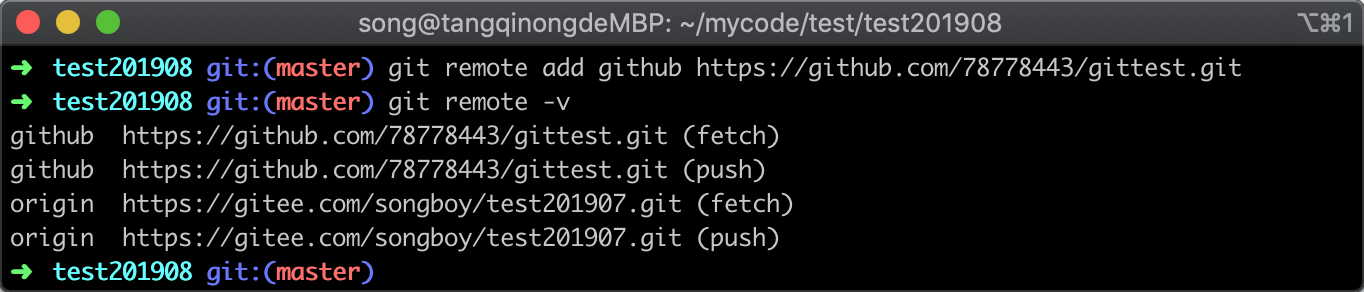 song@tangqinongdeMBP: ~/mycode/test/test201908 ⌥⌘1
➜ test201908 git:(master) git remote add github https://github.com/78778443/gittest.git
➜ test201908 git:(master) git remote -v
github  https://github.com/78778443/gittest.git (fetch)
github  https://github.com/78778443/gittest.git (push)
origin  https://gitee.com/songboy/test201907.git (fetch)
origin  https://gitee.com/songboy/test201907.git (push)
➜ test201908 git:(master)